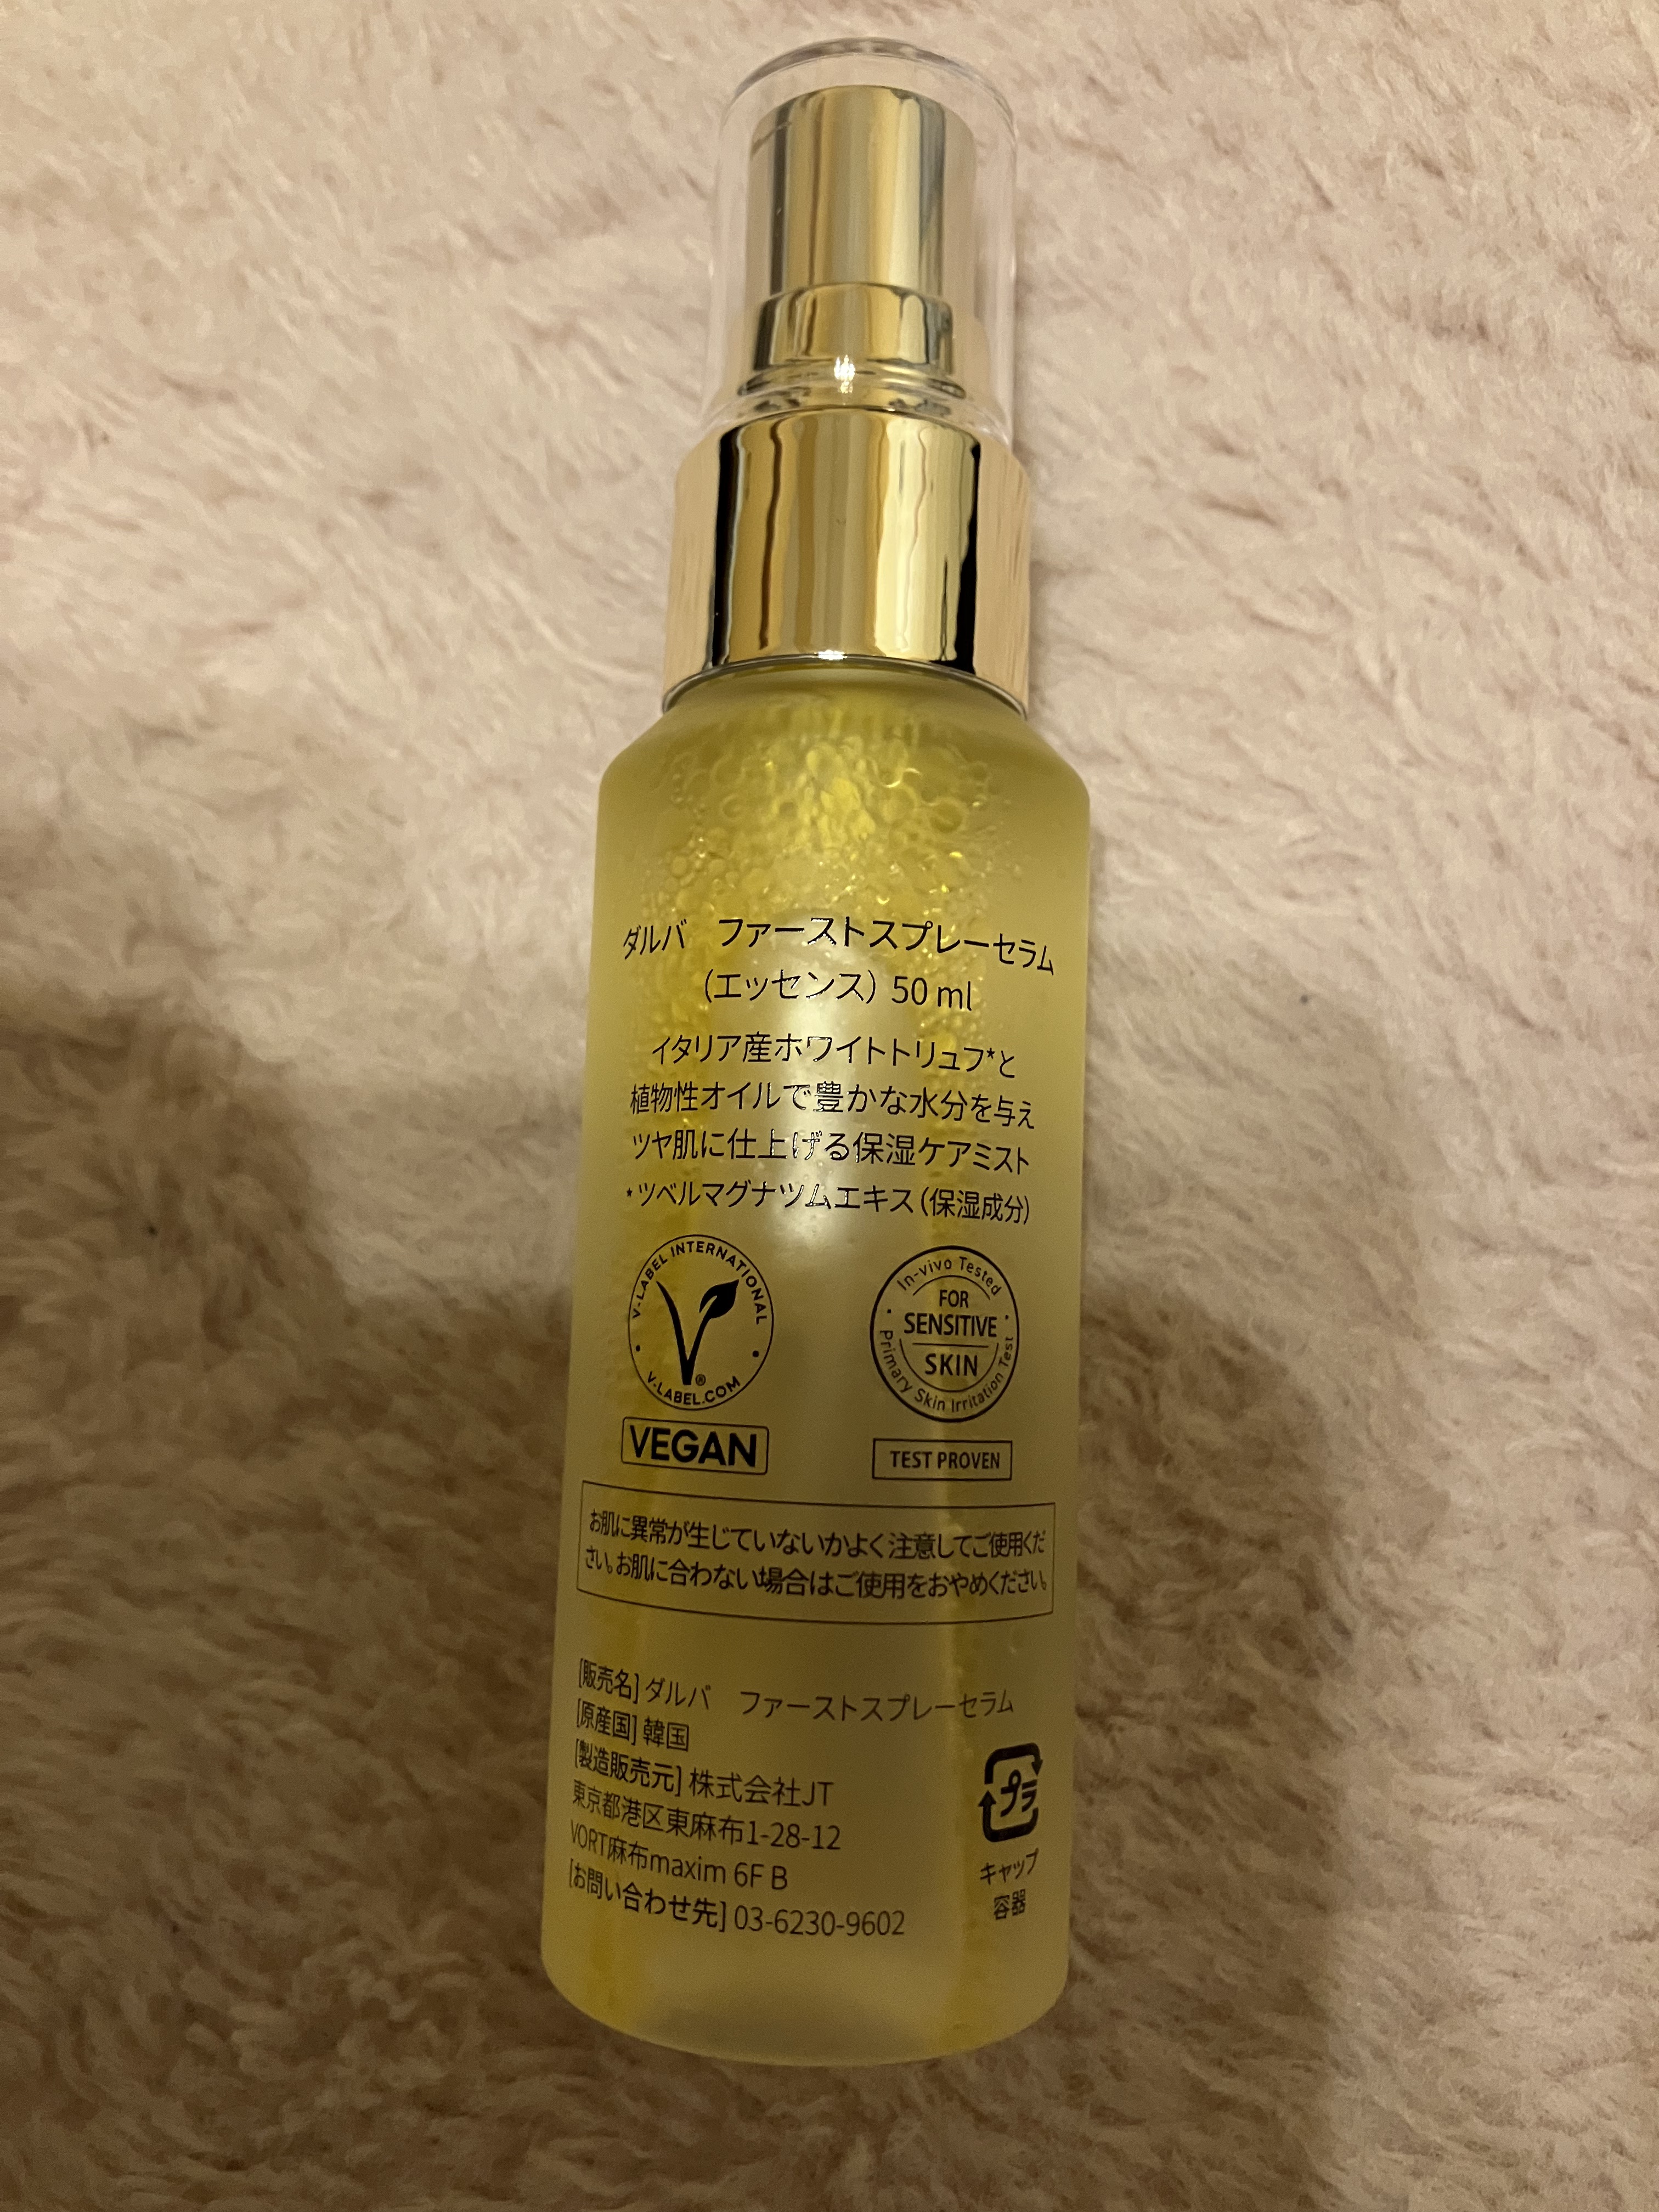 ダルバ　ファーストスプレーセラム
（エッセンス）50 ml
イタリア産ホワイトトリュフ*と
植物性オイルで豊かな水分を与え
ツヤ肌に仕上げる保湿ケアミスト
*ツベルマグナツムエキス（保湿成分）
V-LABEL INTERNATIONAL
V®
V-LABEL.COM
VEGAN
In-vivo Tested
FOR
SENSITIVE
SKIN
Primary Skin Irritation Test
TEST PROVEN
お肌に異常が生じていないかよく注意してご使用くだ
さい。お肌に合わない場合はご使用をおやめください。
[販売名] ダルバ　ファーストスプレーセラム
[原産国] 韓国
[製造販売元] 株式会社JT
東京都港区東麻布1-28-12
VORT麻布maxim 6F B
[お問い合わせ先] 03-6230-9602
プラ
キャップ
容器